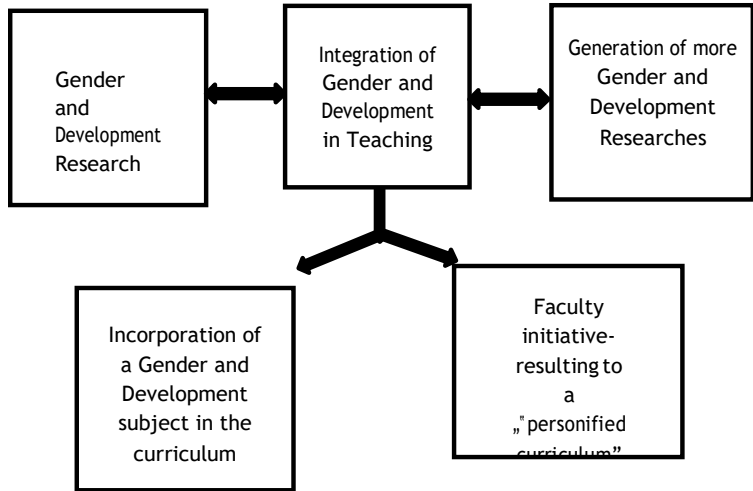 Gender
and
Development
Research
Integration of
Gender and
Development
in Teaching
Generation of more
Gender and
Development
Researches
Incorporation of
a Gender and
Development
subject in the
curriculum
Faculty
initiative-
resulting to
a
„‟personified
curriculum”